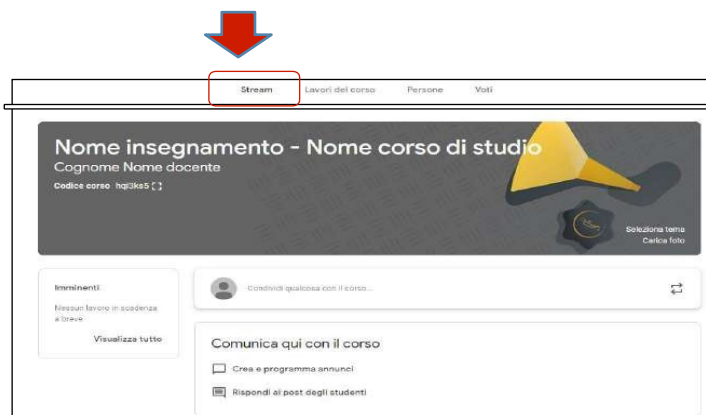 Stream Lavori del corso Persone Voti
Nome insegnamento - Nome corso di studio
Cognome Nome docente
Codice corso hql3ks5
Seleziona tema
Carica foto
Imminenti
Nessun lavoro in scadenza
a breve
Visualizza tutto
Condividi qualcosa con il corso...
Comunica qui con il corso
Crea e programma annunci
Rispondi ai post degli studenti